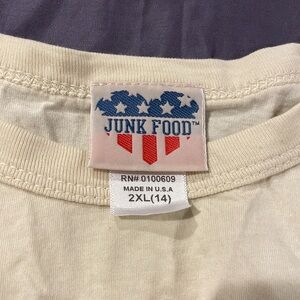 JUNK FOOD™
RN# 0100609
MADE IN U.S.A
2XL(14)